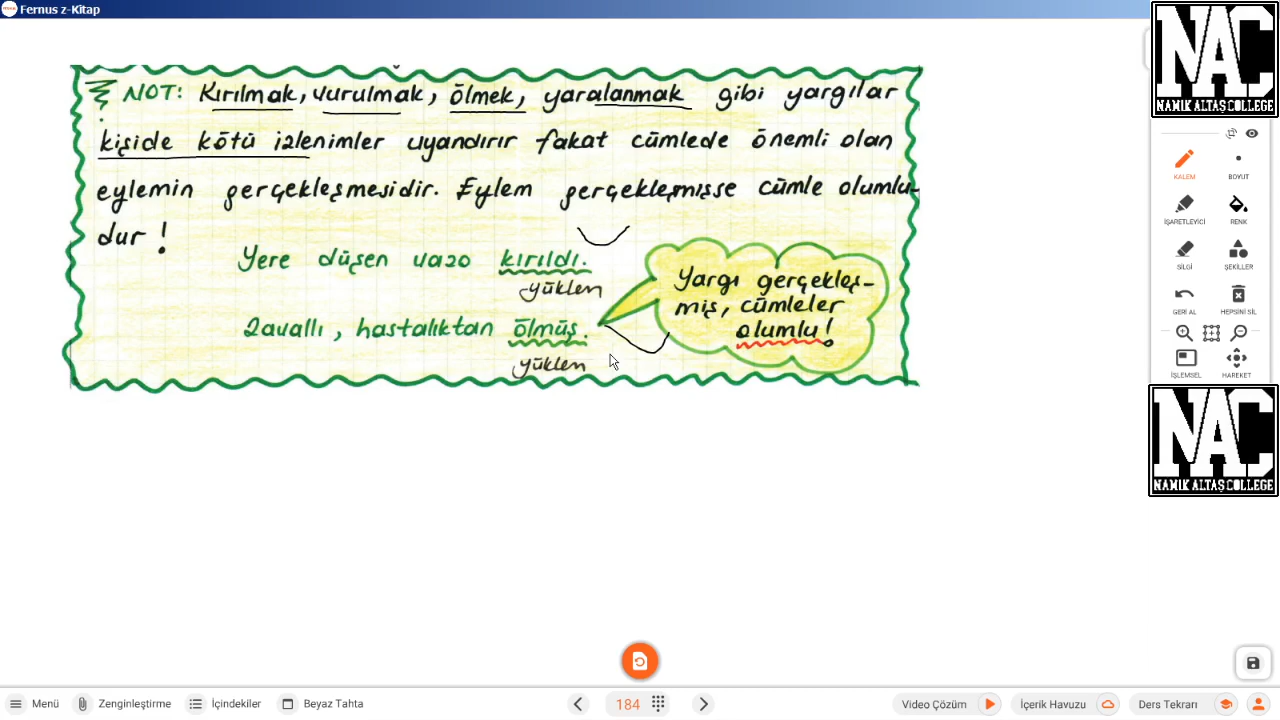 Fernus z-Kitap
NAC
NAMIK ALTAŞ COLLEGE
NOT: Kırılmak, vurulmak, ölmek, yaralanmak gibi yargılar
kişide kötü izlenimler uyandırır fakat cümlede önemli olan
eylemin gerçekleşmesidir. Eylem gerçekleşmişse cümle olumlu-
dur !
Yere düşen vazo kırıldı.
yüklem
Zavallı, hastalıktan ölmüş.
yüklem
Yargı gerçekleş-
miş, cümleler
olumlu!
KALEM
BOYUT
İŞARETLEYİCİ
RENK
SİLGİ
ŞEKİLLER
GERİ AL
HEPSİNİ SİL
İŞLEMSEL
HAREKET
NAC
NAMIK ALTAŞ COLLEGE
Menü
Zenginleştirme
İçindekiler
Beyaz Tahta
184
Video Çözüm
İçerik Havuzu
Ders Tekrarı